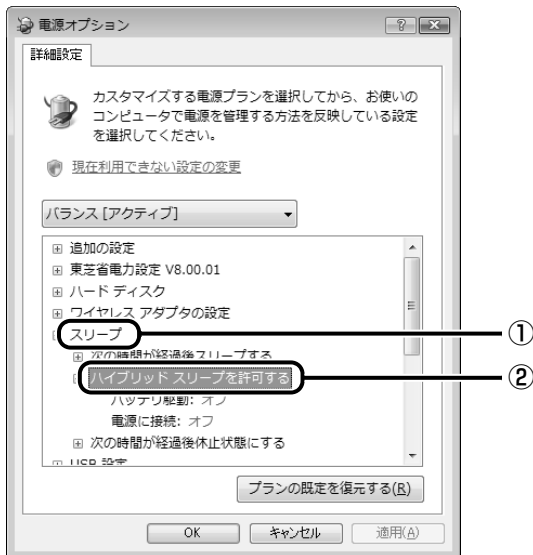 電源オプション
詳細設定
カスタマイズする電源プランを選択してから、お使いの
コンピュータで電源を管理する方法を反映している設定
を選択してください。
現在利用できない設定の変更
バランス [アクティブ]
追加の設定
東芝省電力設定 V8.00.01
ハード ディスク
ワイヤレス アダプタの設定
スリープ
①
次の時間が経過後スリープする
ハイブリッド スリープを許可する
②
バッテリ駆動: オフ
電源に接続: オフ
次の時間が経過後休止状態にする
USB 設定
プランの既定を復元する(R)
OK
キャンセル
適用(A)